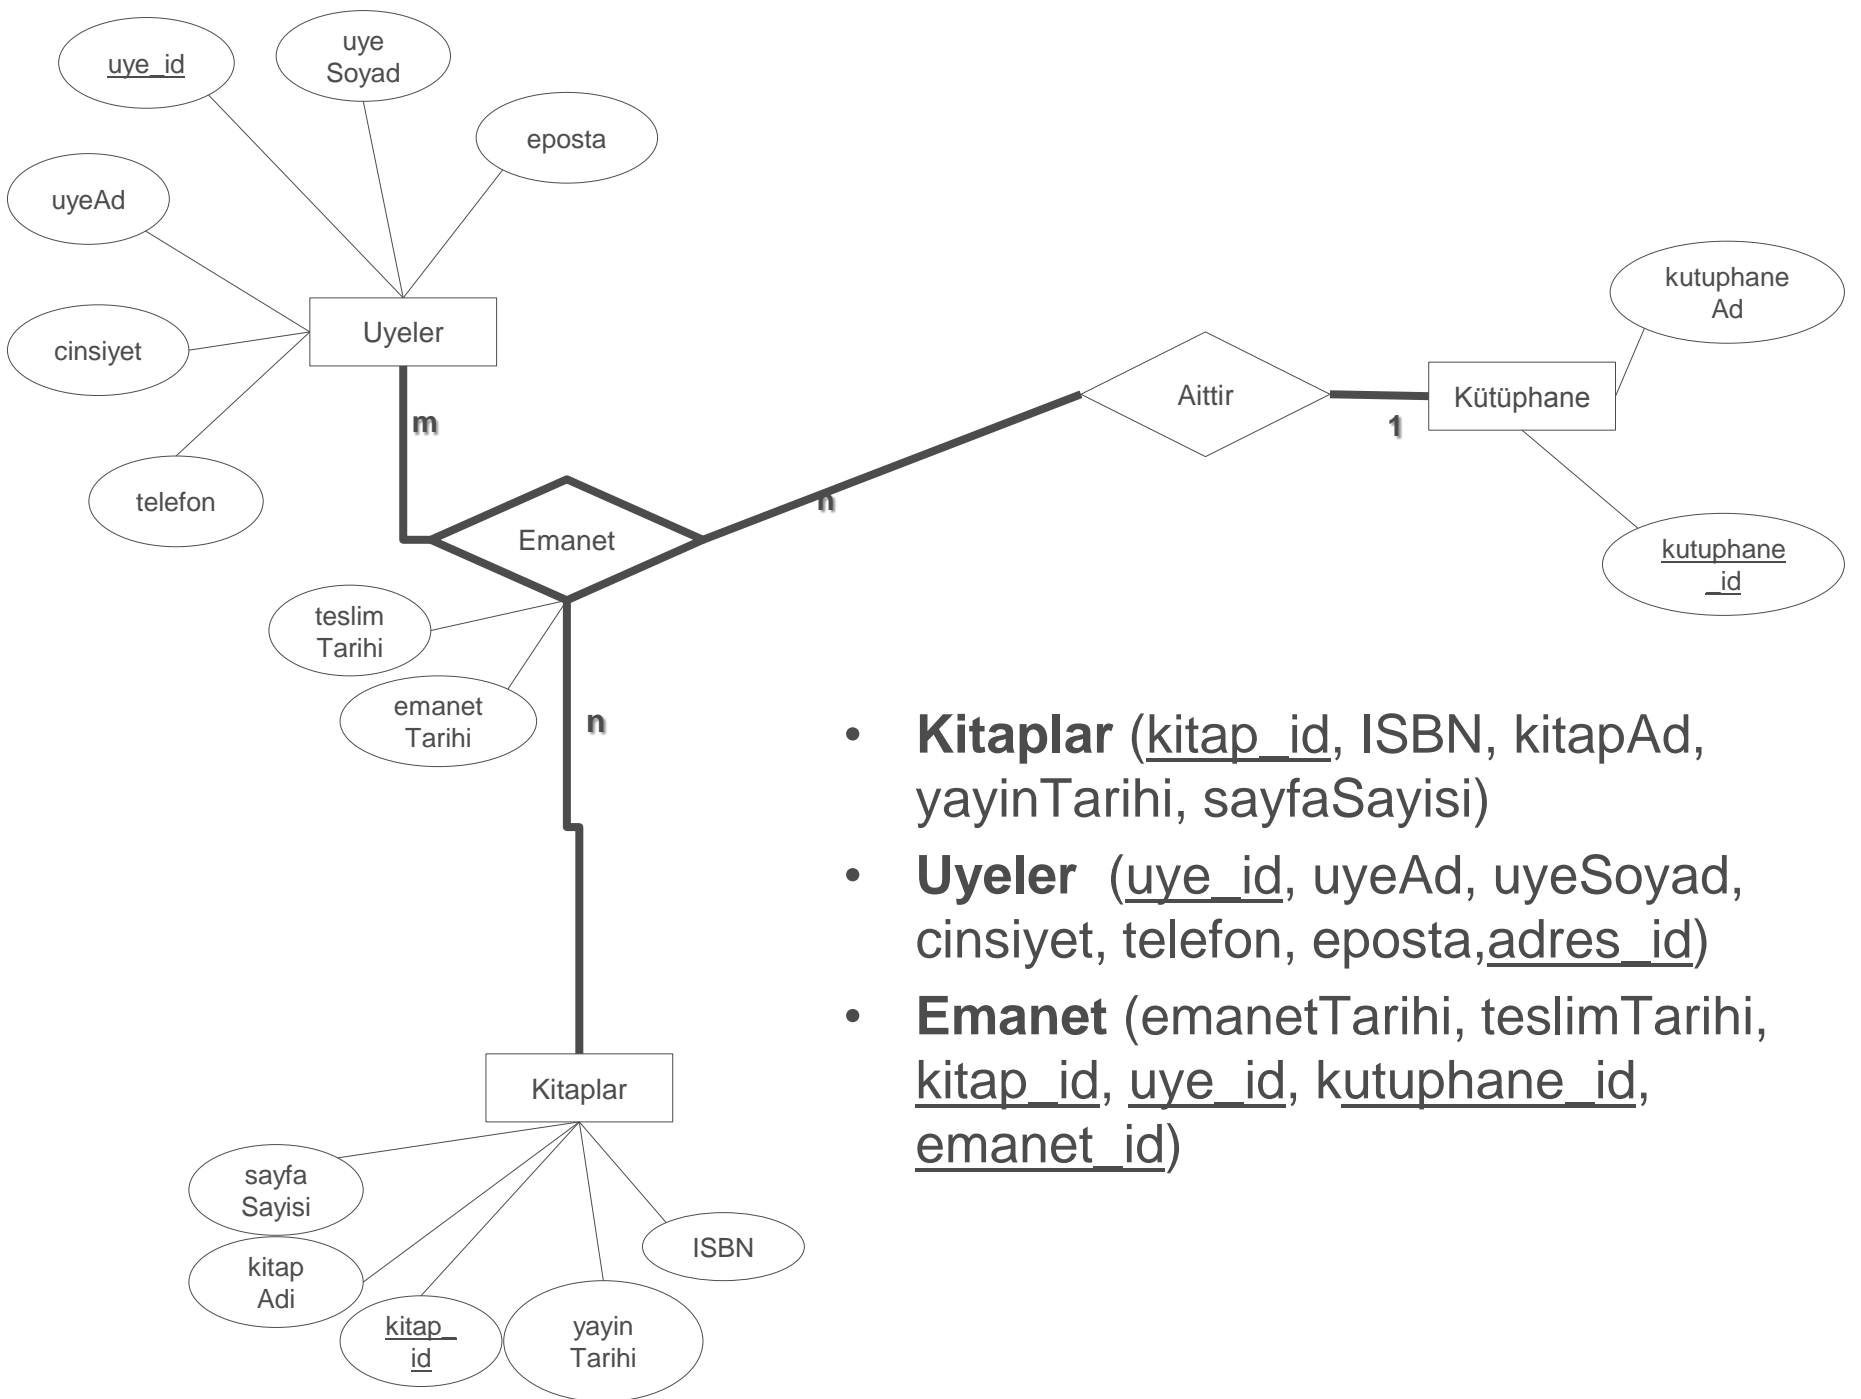 uye_id
uye
Soyad
eposta
uyeAd
cinsiyet
telefon
Uyeler
m
Emanet
teslim
Tarihi
emanet
Tarihi
n
n
Aittir
1
Kütüphane
kutuphane
Ad
kutuphane
_id
Kitaplar
sayfa
Sayisi
kitap
Adi
kitap_
id
yayin
Tarihi
ISBN
• Kitaplar (kitap_id, ISBN, kitapAd,
yayinTarihi, sayfaSayisi)
• Uyeler (uye_id, uyeAd, uyeSoyad,
cinsiyet, telefon, eposta,adres_id)
• Emanet (emanetTarihi, teslimTarihi,
kitap_id, uye_id, kutuphane_id,
emanet_id)